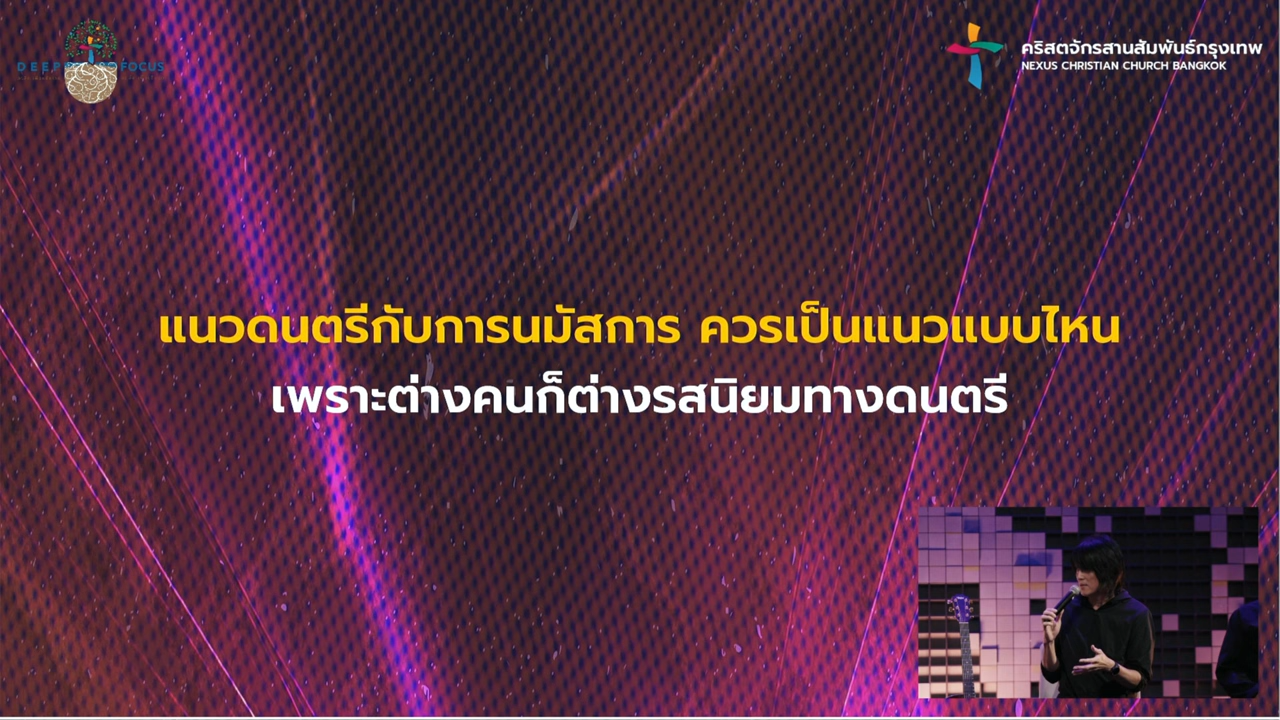 DEEP FOCUS
คริสตจักรสานสัมพันธ์กรุงเทพ
NEXUS CHRISTIAN CHURCH BANGKOK
แนวดนตรีกับการนมัสการ ควรเป็นแนวแบบไหน
เพราะต่างคนก็ต่างรสนิยมทางดนตรี